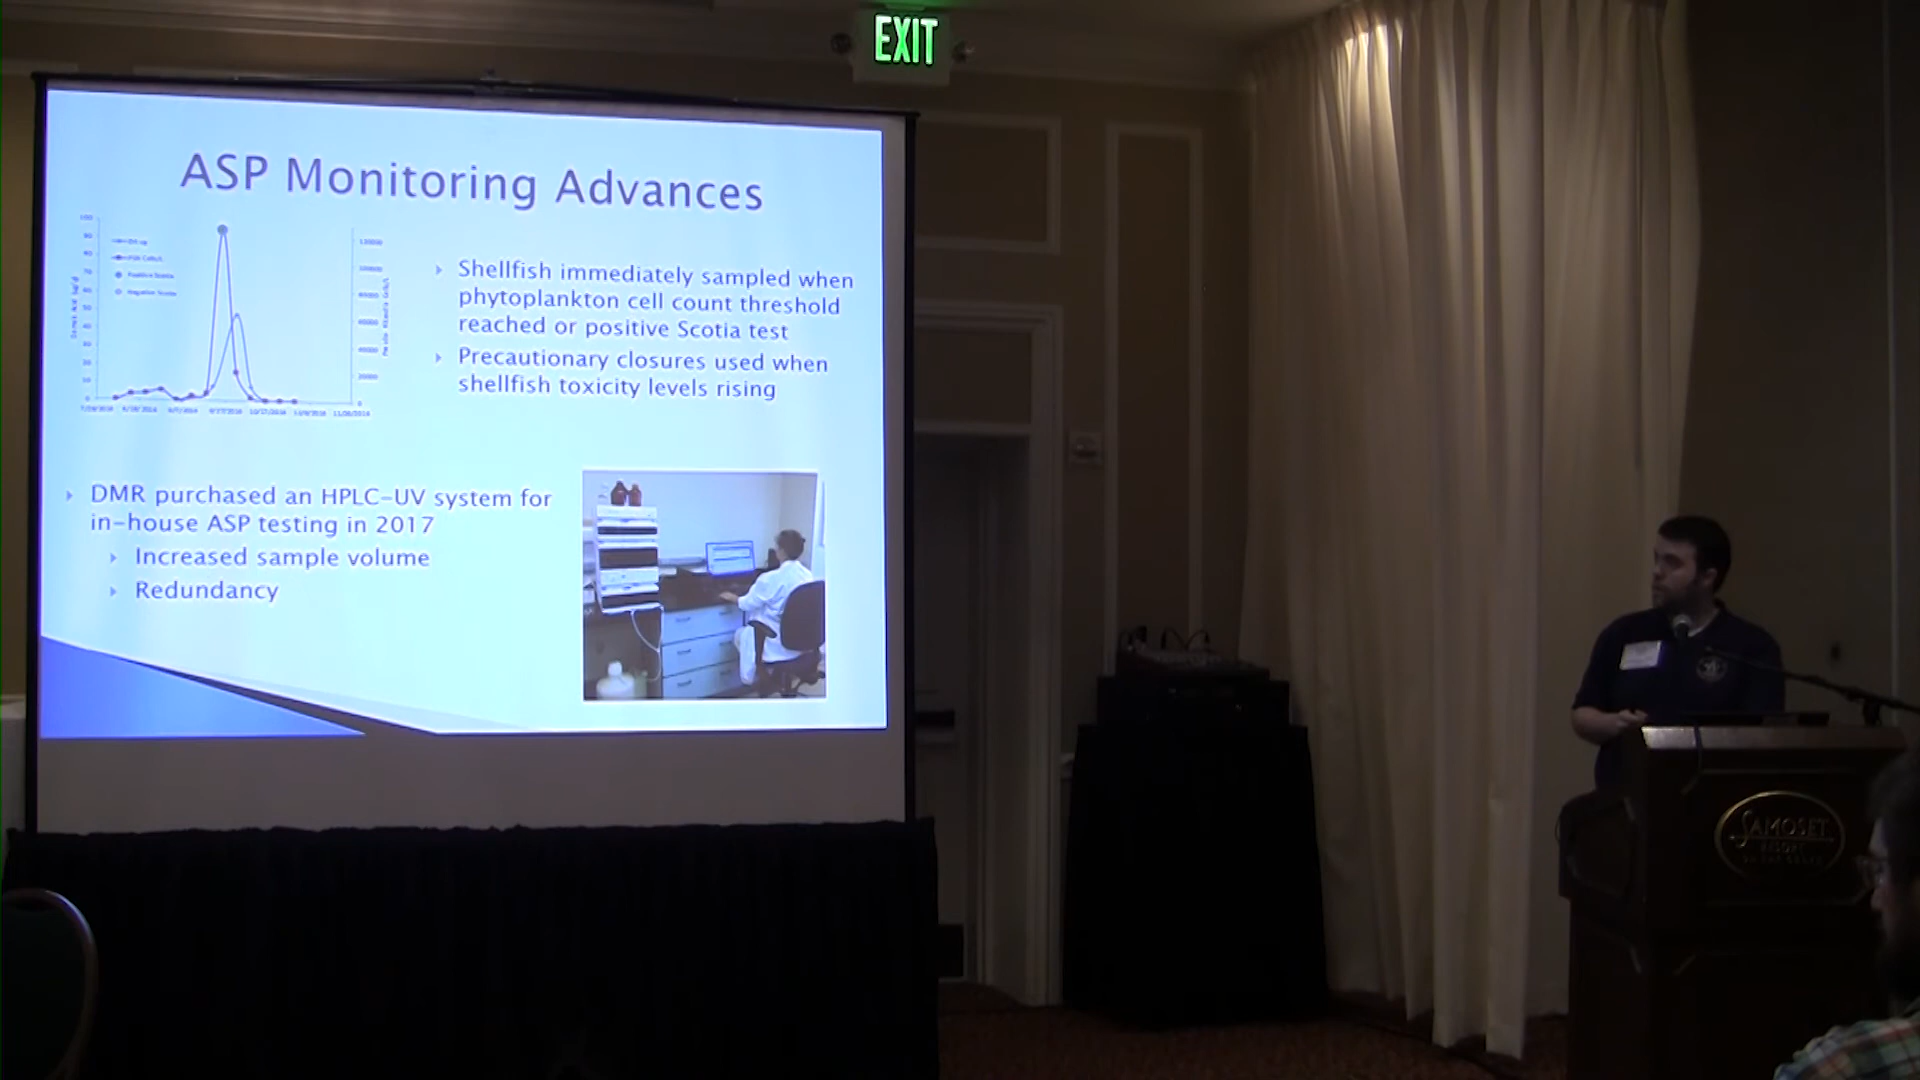 EXIT
ASP Monitoring Advances
Shellfish immediately sampled when
phytoplankton cell count threshold
reached or positive Scotia test
Precautionary closures used when
shellfish toxicity levels rising
DMR purchased an HPLC-UV system for
in-house ASP testing in 2017
Increased sample volume
Redundancy
SAMOSET
RESORT